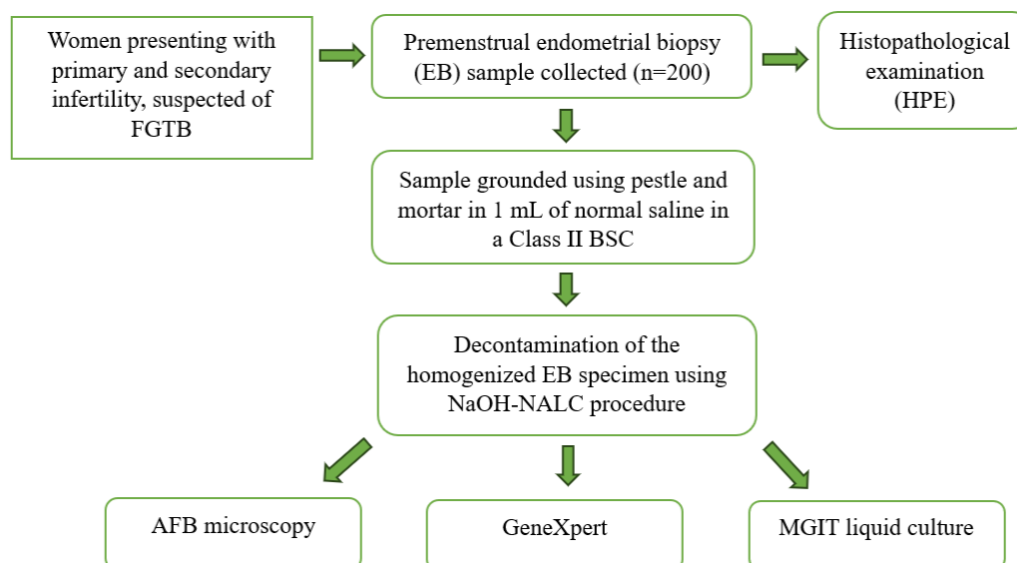 Women presenting with
primary and secondary
infertility, suspected of
FGTB
Premenstrual endometrial biopsy
(EB) sample collected (n=200)
Histopathological
examination
(HPE)
Sample grounded using pestle and
mortar in 1 mL of normal saline in
a Class II BSC
Decontamination of the
homogenized EB specimen using
NaOH-NALC procedure
AFB microscopy
GeneXpert
MGIT liquid culture